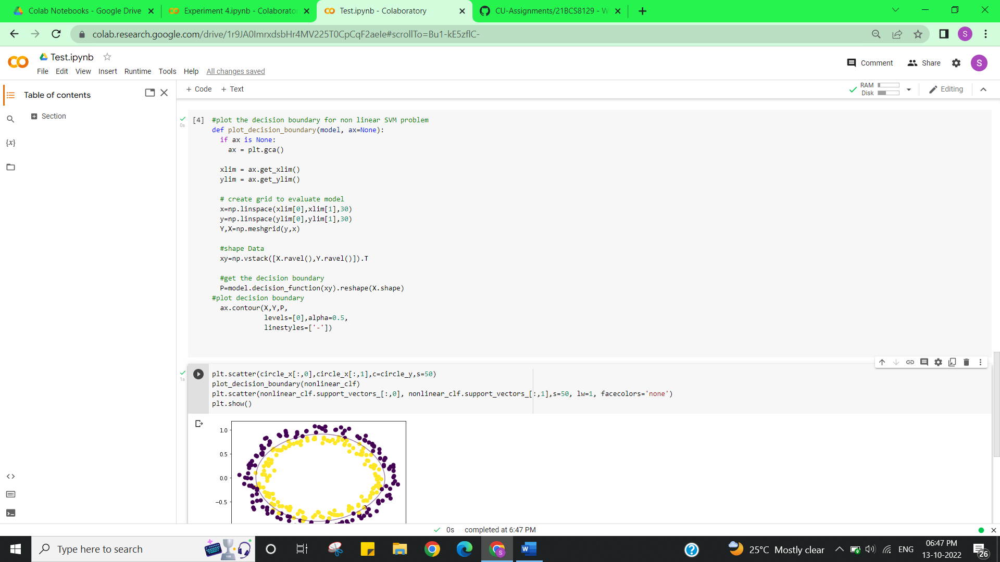 Colab Notebooks - Google Drive
Experiment 4.ipynb - Colaborator
Test.ipynb - Colaboratory
CU-Assignments/21BCS8129 - W
colab.research.google.com/drive/1r9JA0ImrxdsbHr4MV225T0CpCqF2aeIe#scrollTo=Bu1-kE5zflC-
S
CO
Test.ipynb
File Edit View Insert Runtime Tools Help All changes saved
Comment
Share
S
Table of contents
Section
{x}
+ Code + Text
RAM
Disk
Editing
0s
[4] #plot the decision boundary for non linear SVM problem
def plot_decision_boundary(model, ax=None):
if ax is None:
ax = plt.gca()
xlim = ax.get_xlim()
ylim = ax.get_ylim()
# create grid to evaluate model
x=np.linspace(xlim[0],xlim[1],30)
y=np.linspace(ylim[0],ylim[1],30)
Y,X=np.meshgrid(y,x)
#shape Data
xy=np.vstack([X.ravel(),Y.ravel()]).T
#get the decision boundary
P=model.decision_function(xy).reshape(X.shape)
#plot decision boundary
ax.contour(X,Y,P,
levels=[0],alpha=0.5,
linestyles=['-'])
1s
plt.scatter(circle_x[:,0],circle_x[:,1],c=circle_y,s=50)
plot_decision_boundary(nonlinear_clf)
plt.scatter(nonlinear_clf.support_vectors_[:,0], nonlinear_clf.support_vectors_[:,1],s=50, lw=1, facecolors='none')
plt.show()
1.0
0.5
0.0
−0.5
0s completed at 6:47 PM
Type here to search
25°C Mostly clear
ENG
06:47 PM
13-10-2022
26